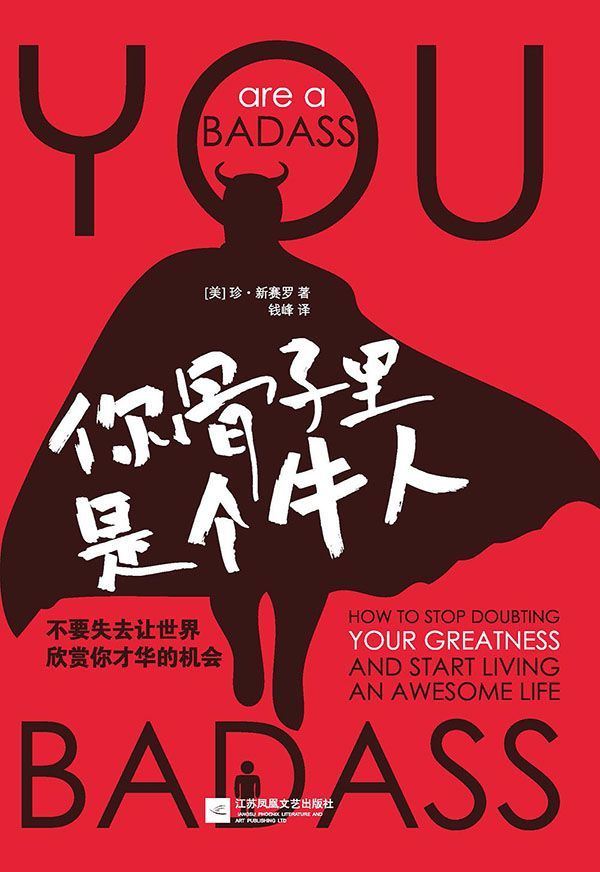 YOU
are a
BADASS
[美] 珍·新赛罗 著
钱峰 译
你骨子里
是个牛人
不要失去让世界
欣赏你才华的机会
HOW TO STOP DOUBTING
YOUR GREATNESS
AND START LIVING
AN AWESOME LIFE
BADASS
江苏凤凰文艺出版社
JIANGSU PHOENIX LITERATURE AND
ART PUBLISHING LTD